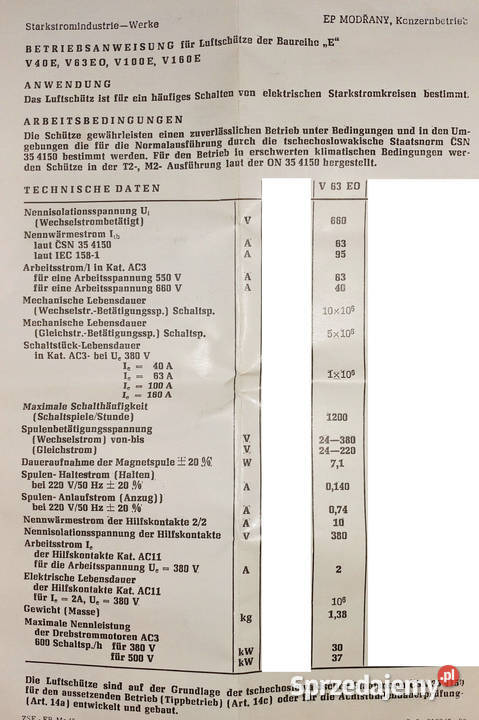 Starkstromindustrie—Werke EP MODŘANY, Konzernbetrieb
BETRIEBSANWEISUNG für Luftschütze der Baureihe „E"
V40E, V63EO, V100E, V160E
ANWENDUNG
Das Luftschütz ist für ein häufiges Schalten von elektrischen Starkstromkreisen bestimmt.
ARBEITSBEDINGUNGEN
Die Schütze gewährleisten einen zuverlässlichen Betrieb unter Bedingungen und in den Um-
gebungen die für die Normalausführung durch die tschechoslowakische Staatsnorm ČSN
35 4150 bestimmt werden. Für den Betrieb in erschwerten klimatischen Bedingungen wer-
den Schütze in der T2-, M2- Ausführung laut der ON 35 4150 hergestellt.
TECHNISCHE DATEN V 63 EO
Nennisolationsspannung Ui
(Wechselstrombetätigt) V 660
Nennwärmestrom Ith
laut ČSN 35 4150 A 63
laut IEC 158-1 A 95
Arbeitsstrom/I in Kat. AC3
für eine Arbeitsspannung 550 V A 63
für eine Arbeitsspannung 660 V A 40
Mechanische Lebensdauer
(Wechselstr.-Betätigungssp.) Schaltsp. 10×10⁶
Mechanische Lebensdauer
(Gleichstr.-Betätigungssp.) Schaltsp. 5×10⁶
Schaltstück-Lebensdauer
in Kat. AC3- bei Ue 380 V
Ie = 40 A
Ie = 63 A 1×10⁶
Ie = 100 A
Ie = 160 A
Maximale Schalthäufigkeit
(Schaltspiele/Stunde) 1200
Spulenbetätigungsspannung
(Wechselstrom) von-bis V 24—380
(Gleichstrom) V 24—220
Daueraufnahme der Magnetspule ± 20 % W 7,1
Spulen- Haltestrom (Halten)
bei 220 V/50 Hz ± 20 % A 0,140
Spulen- Anlaufstrom (Anzug))
bei 220 V/50 Hz ± 20 % A 0,74
Nennwärmestrom der Hilfskontakte 2/2 A 10
Nennisolationsspannung der Hilfskontakte V 380
Arbeitsstrom Ie
der Hilfskontakte Kat. AC11
für die Arbeitsspannung Ue = 380 V A 2
Elektrische Lebensdauer
der Hilfskontakte Kat. AC11
für Ie = 2A, Ue = 380 V 10⁶
Gewicht (Masse) kg 1,38
Maximale Nennleistung
der Drehstrommotoren AC3
600 Schaltsp./h für 380 V kW 30
für 500 V kW 37
Die Luftschütze sind auf der Grundlage der tschechoslowakischen
für den aussetzenden Betrieb (Tippbetrieb) (Art. 14c) oder für die Achtstundendauerprüfung-
(Art. 14a) entwickelt und gebaut.
Sprzedajemy.pl